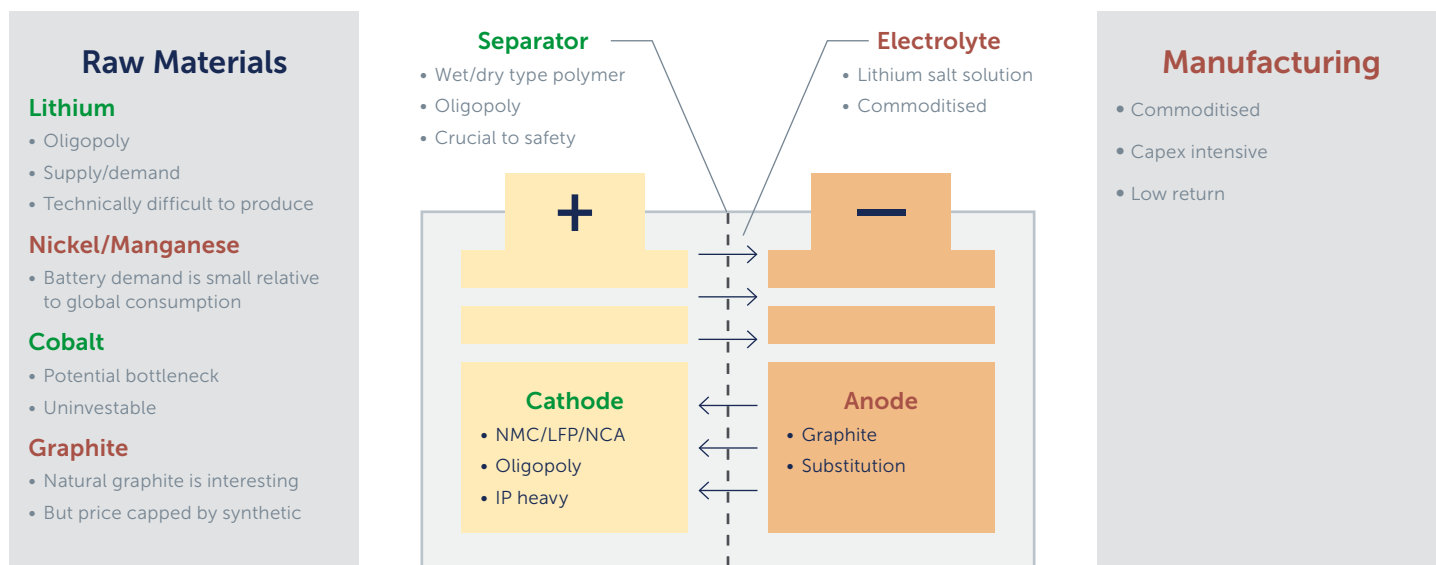 Raw Materials
Lithium
• Oligopoly
• Supply/demand
• Technically difficult to produce
Nickel/Manganese
• Battery demand is small relative
to global consumption
Cobalt
• Potential bottleneck
• Uninvestable
Graphite
• Natural graphite is interesting
• But price capped by synthetic
Separator
• Wet/dry type polymer
• Oligopoly
• Crucial to safety
Electrolyte
• Lithium salt solution
• Commoditised
+
—
Cathode
• NMC/LFP/NCA
• Oligopoly
• IP heavy
Anode
• Graphite
• Substitution
Manufacturing
• Commoditised
• Capex intensive
• Low return